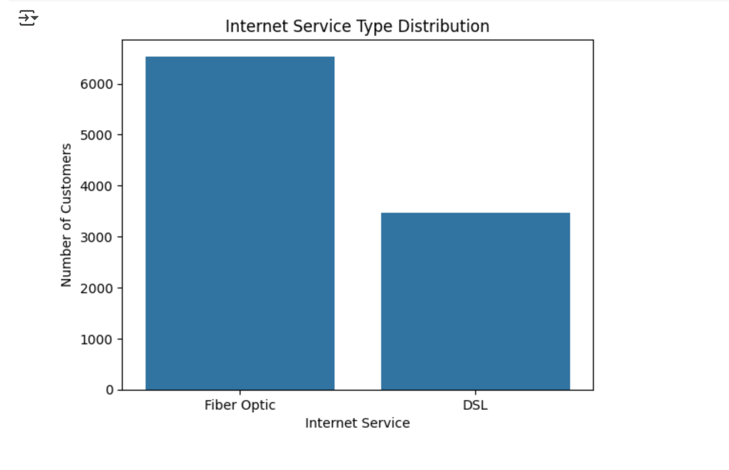 Internet Service Type Distribution
Number of Customers
6000
5000
4000
3000
2000
1000
0
Fiber Optic
DSL
Internet Service